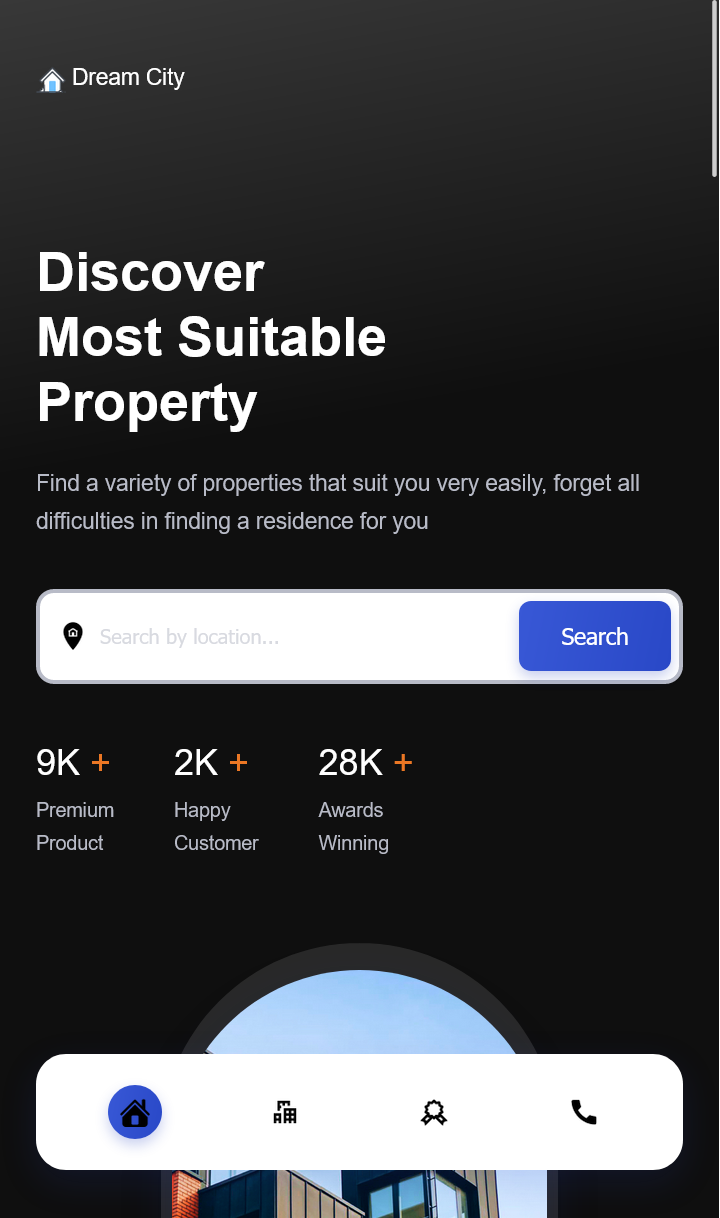 Dream City
Discover
Most Suitable
Property
Find a variety of properties that suit you very easily, forget all
difficulties in finding a residence for you
Search by location...
Search
9K +
2K +
28K +
Premium
Product
Happy
Customer
Awards
Winning